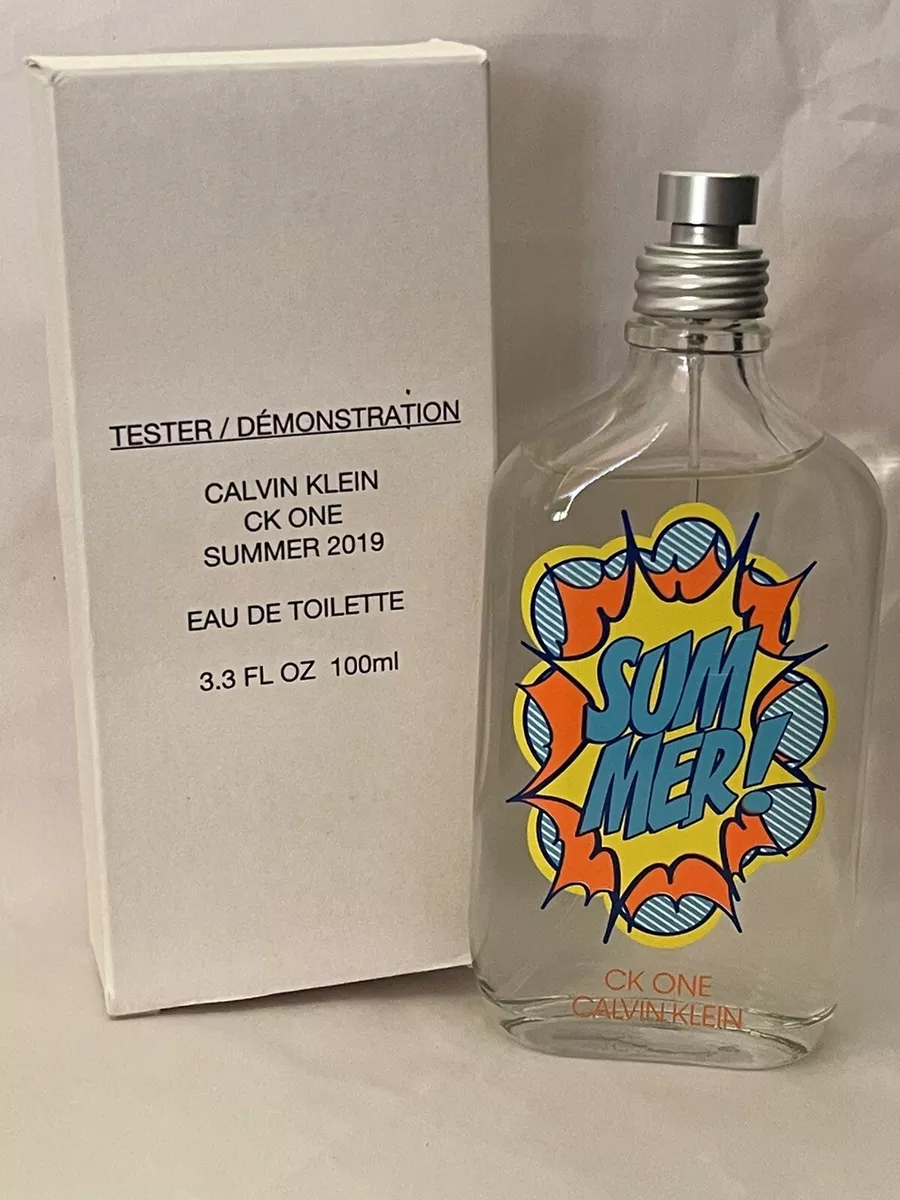 TESTER / DÉMONSTRATION
CALVIN KLEIN
CK ONE
SUMMER 2019
EAU DE TOILETTE
3.3 FL OZ 100ml
SUM
MER!
CK ONE
CALVIN KLEIN